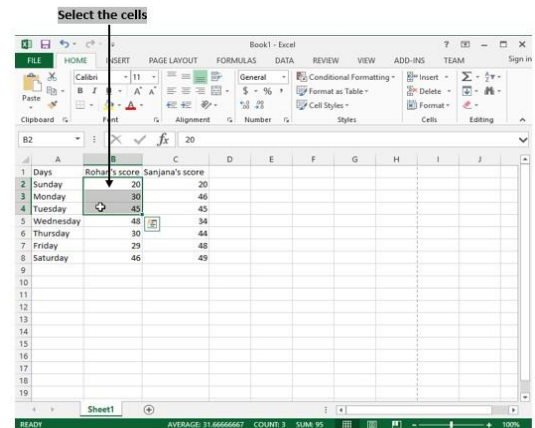 Select the cells
Book1 - Excel
FILE HOME INSERT PAGE LAYOUT FORMULAS DATA REVIEW VIEW ADD-INS TEAM Sign in
Calibri 11 A A General Conditional Formatting Insert
Paste B I U A $ % , Format as Table Delete
Cell Styles Format
Clipboard Font Alignment Number Styles Cells Editing
B2 fx 20
A B C D E F G H I J
1 Days Rohan's score Sanjana's score
2 Sunday 20 20
3 Monday 30 46
4 Tuesday 45 45
5 Wednesday 48 34
6 Thursday 30 44
7 Friday 29 48
8 Saturday 46 49
9
10
11
12
13
14
15
16
17
18
19
Sheet1
READY AVERAGE: 31.66666667 COUNT: 3 SUM: 95 100%